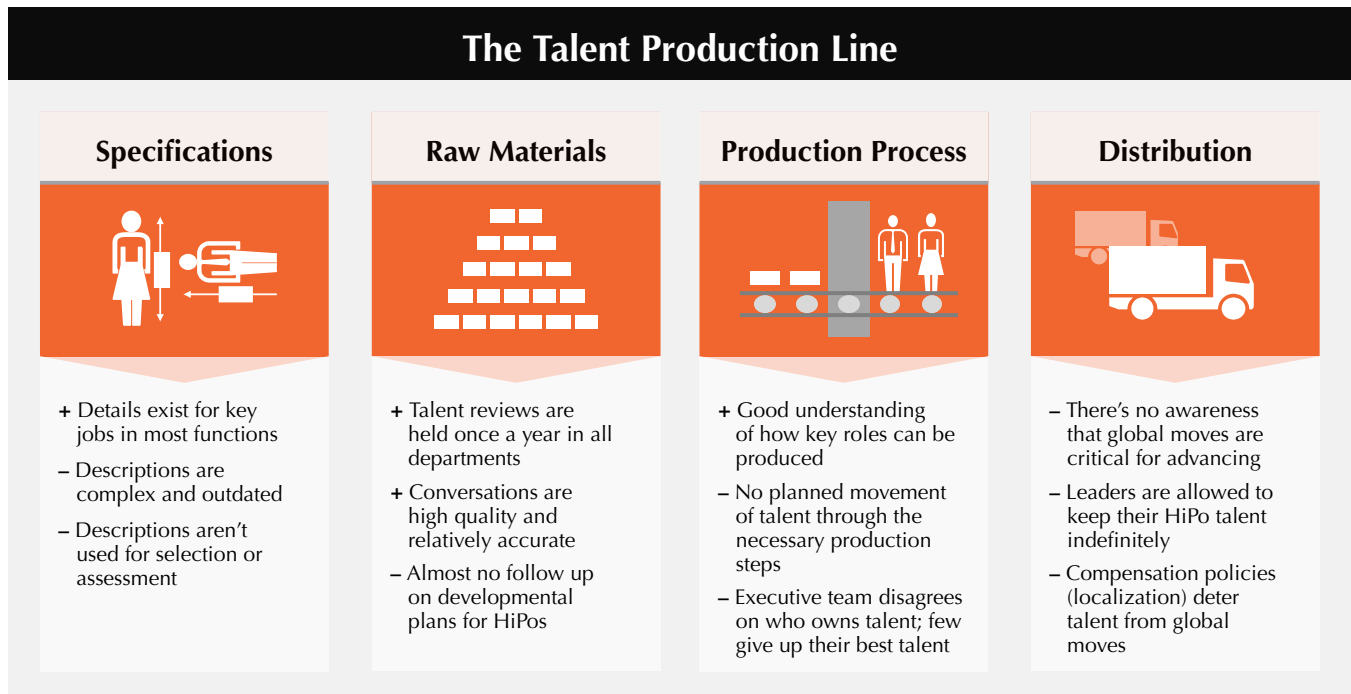 The Talent Production Line
Specifications
+ Details exist for key
jobs in most functions
– Descriptions are
complex and outdated
– Descriptions aren’t
used for selection or
assessment
Raw Materials
+ Talent reviews are
held once a year in all
departments
+ Conversations are
high quality and
relatively accurate
– Almost no follow up
on developmental
plans for HiPos
Production Process
+ Good understanding
of how key roles can be
produced
– No planned movement
of talent through the
necessary production
steps
– Executive team disagrees
on who owns talent; few
give up their best talent
Distribution
– There’s no awareness
that global moves are
critical for advancing
– Leaders are allowed to
keep their HiPo talent
indefinitely
– Compensation policies
(localization) deter
talent from global
moves